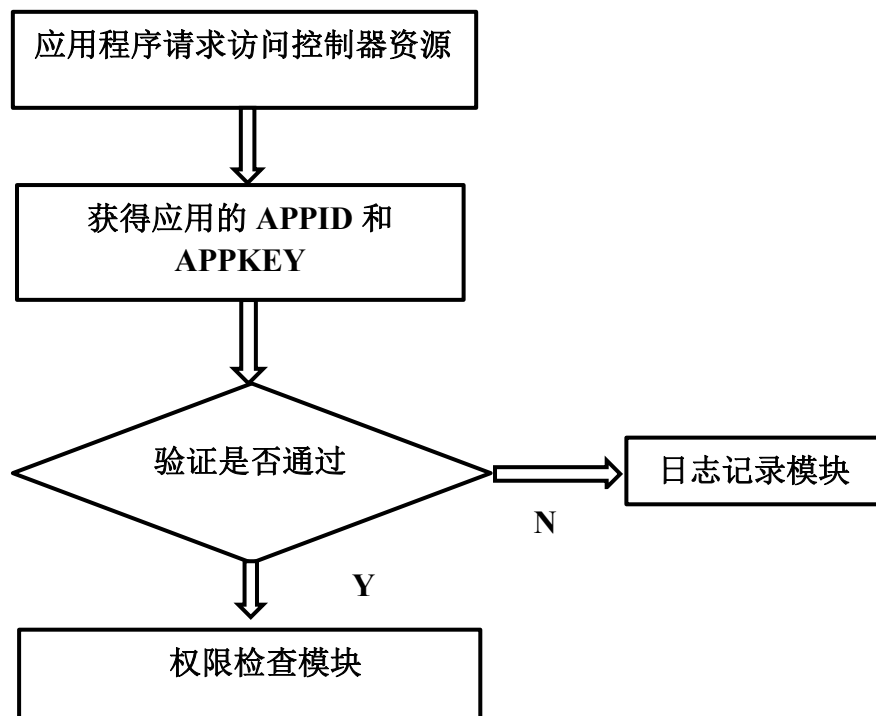 应用程序请求访问控制器资源
获得应用的 APPID 和
APPKEY
验证是否通过
日志记录模块
N
Y
权限检查模块